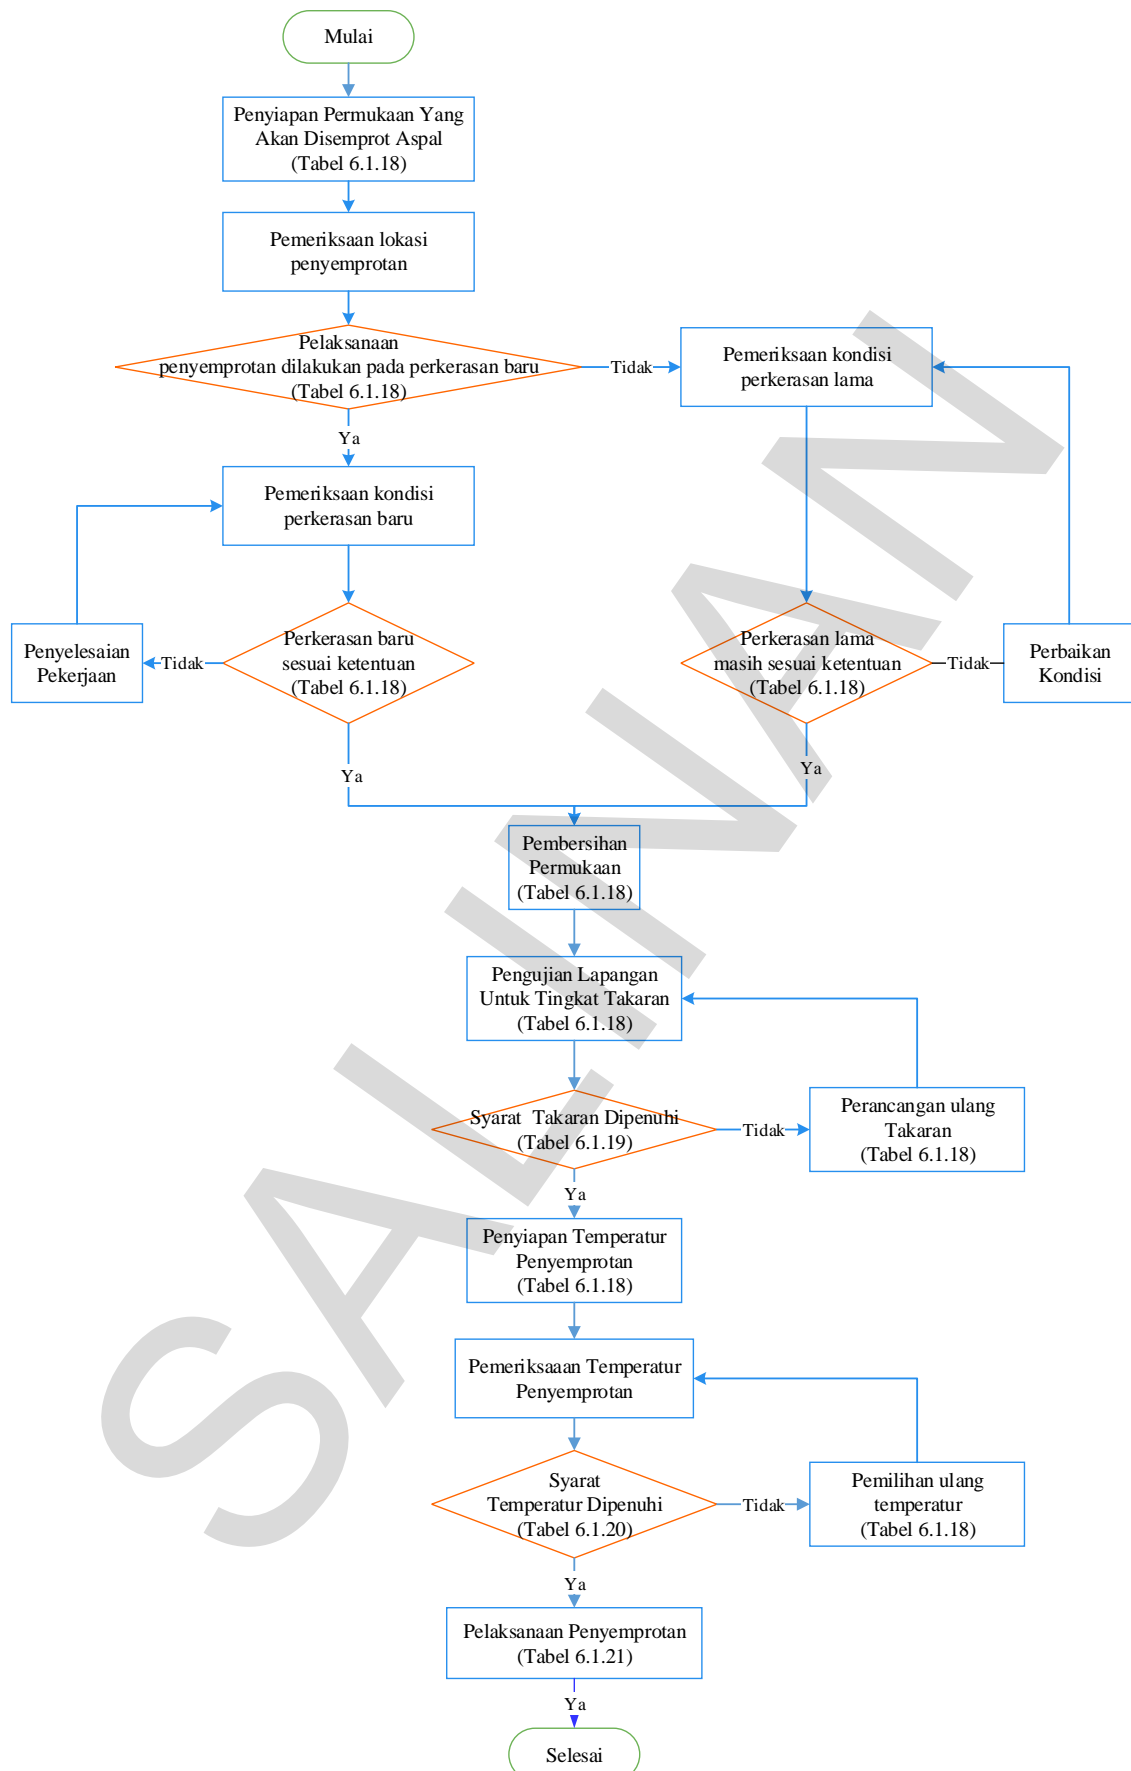 Mulai
Penyiapan Permukaan Yang
Akan Disemprot Aspal
(Tabel 6.1.18)
Pemeriksaan lokasi
penyemprotan
Pelaksanaan
penyemprotan dilakukan pada perkerasan baru
(Tabel 6.1.18)
Tidak
Pemeriksaan kondisi
perkerasan lama
Ya
Pemeriksaan kondisi
perkerasan baru
Penyelesaian
Pekerjaan
Tidak
Perkerasan baru
sesuai ketentuan
(Tabel 6.1.18)
Perkerasan lama
masih sesuai ketentuan
(Tabel 6.1.18)
Tidak
Perbaikan
Kondisi
Ya
Ya
Pembersihan
Permukaan
(Tabel 6.1.18)
Pengujian Lapangan
Untuk Tingkat Takaran
(Tabel 6.1.18)
Syarat  Takaran Dipenuhi
(Tabel 6.1.19)
Tidak
Perancangan ulang
Takaran
(Tabel 6.1.18)
Ya
Penyiapan Temperatur
Penyemprotan
(Tabel 6.1.18)
Pemeriksaaan Temperatur
Penyemprotan
Syarat
Temperatur Dipenuhi
(Tabel 6.1.20)
Tidak
Pemilihan ulang
temperatur
(Tabel 6.1.18)
Ya
Pelaksanaan Penyemprotan
(Tabel 6.1.21)
Ya
Selesai
SALINAN